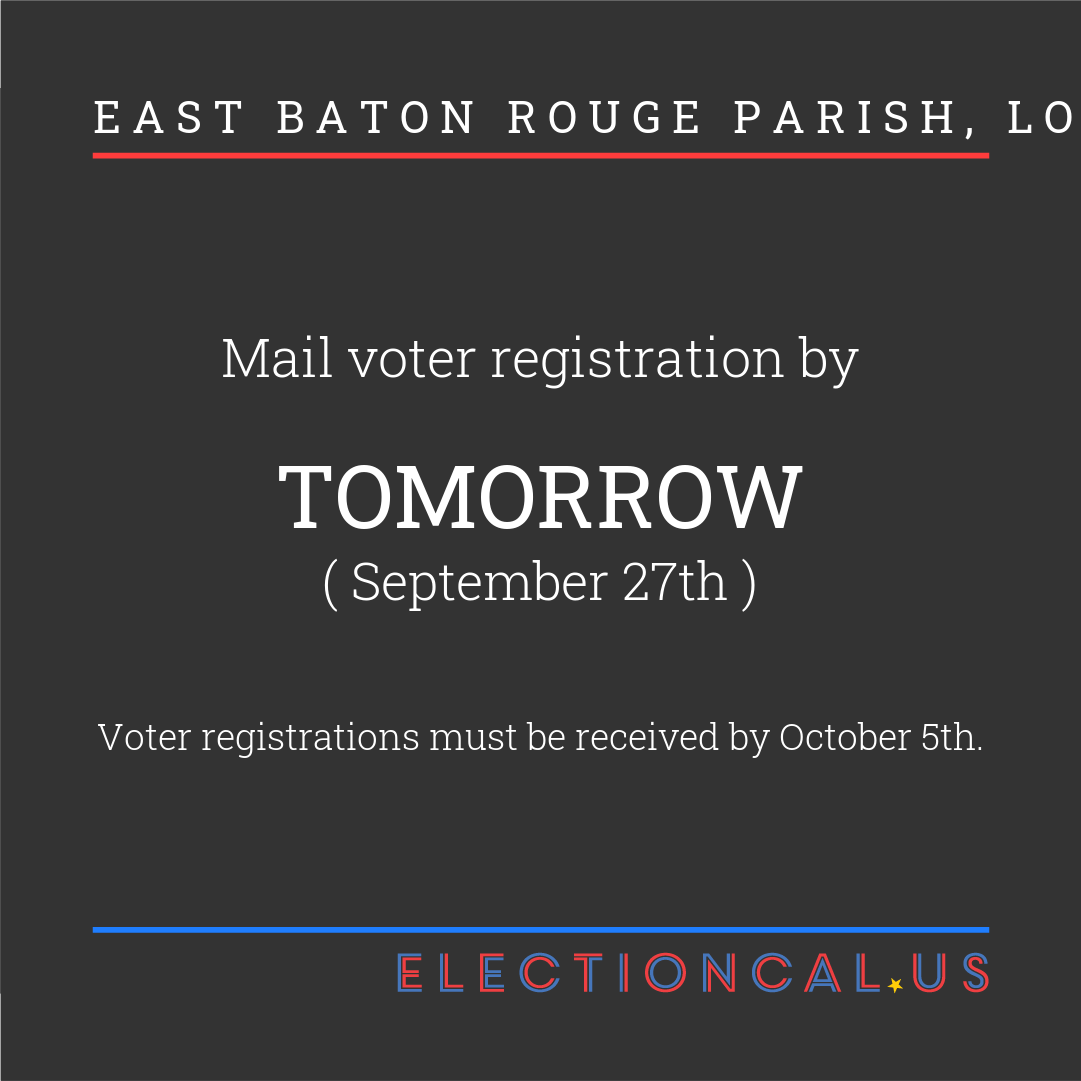 EAST BATON ROUGE PARISH, LO
Mail voter registration by
TOMORROW
( September 27th )
Voter registrations must be received by October 5th.
ELECTIONCAL.US